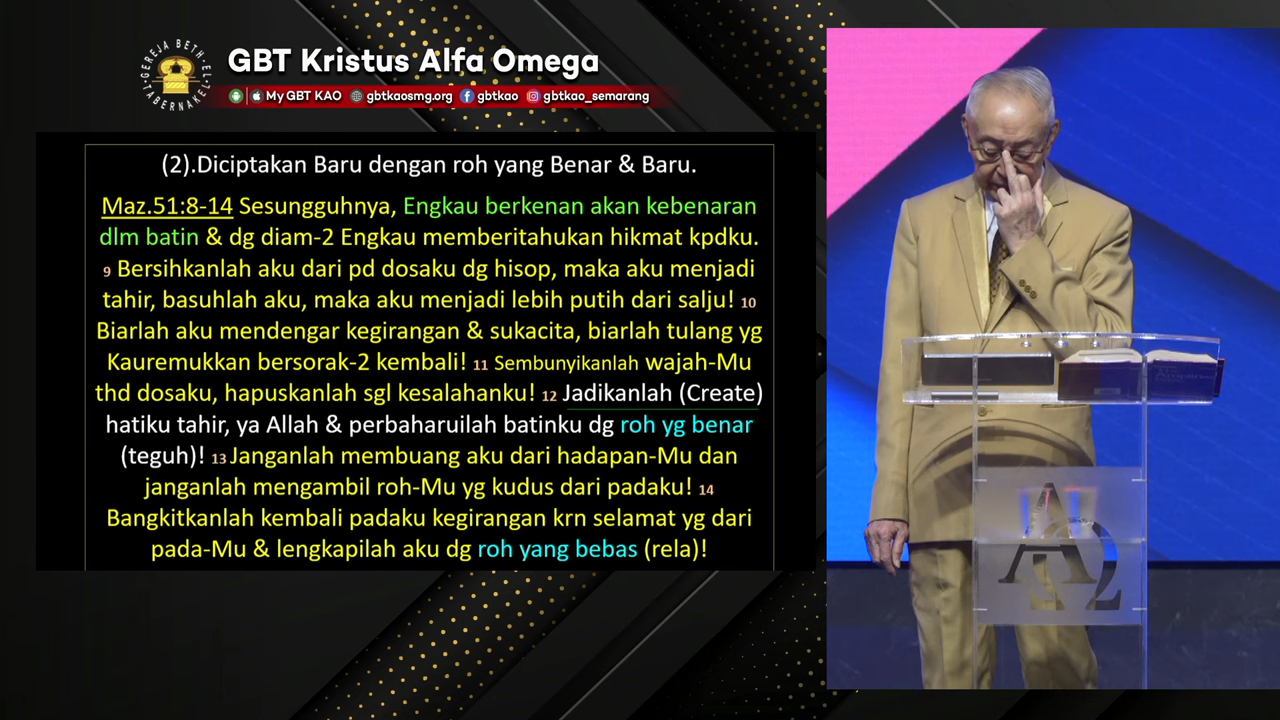 GEREJA BETH-EL TABERNAKEL
GBT Kristus Alfa Omega
My GBT KAO gbtkaosmg.org gbtkao gbtkao_semarang
(2).Diciptakan Baru dengan roh yang Benar & Baru.
Maz.51:8-14 Sesungguhnya, Engkau berkenan akan kebenaran
dlm batin & dg diam-2 Engkau memberitahukan hikmat kpdku.
9 Bersihkanlah aku dari pd dosaku dg hisop, maka aku menjadi
tahir, basuhlah aku, maka aku menjadi lebih putih dari salju! 10
Biarlah aku mendengar kegirangan & sukacita, biarlah tulang yg
Kauremukkan bersorak-2 kembali! 11 Sembunyikanlah wajah-Mu
thd dosaku, hapuskanlah sgl kesalahanku! 12 Jadikanlah (Create)
hatiku tahir, ya Allah & perbaharuilah batinku dg roh yg benar
(teguh)! 13 Janganlah membuang aku dari hadapan-Mu dan
janganlah mengambil roh-Mu yg kudus dari padaku! 14
Bangkitkanlah kembali padaku kegirangan krn selamat yg dari
pada-Mu & lengkapilah aku dg roh yang bebas (rela)!
ΑΩ